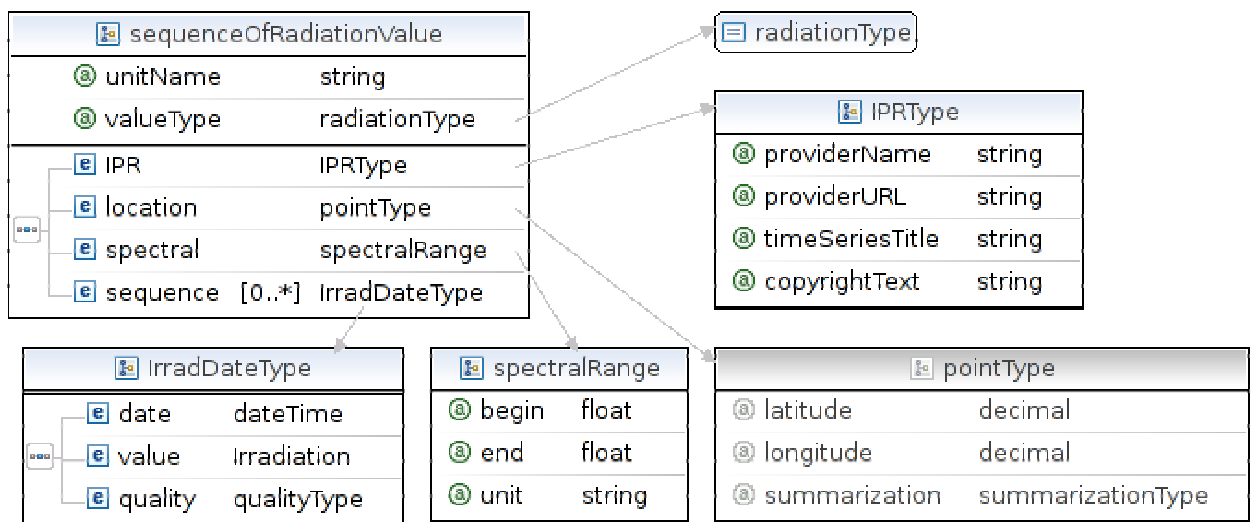 sequenceOfRadiationValue
unitName string
valueType radiationType
IPR IPRType
location pointType
spectral spectralRange
sequence [0..*] IrradDateType
radiationType
IPRType
providerName string
providerURL string
timeSeriesTitle string
copyrightText string
IrradDateType
date dateTime
value Irradiation
quality qualityType
spectralRange
begin float
end float
unit string
pointType
latitude decimal
longitude decimal
summarization summarizationType